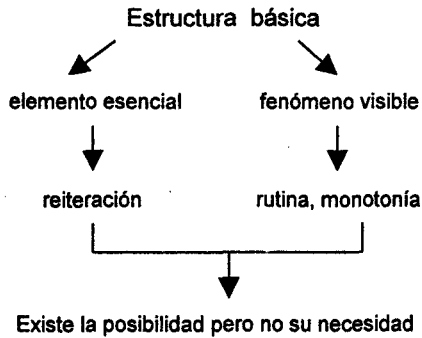 Estructura básica
elemento esencial
fenómeno visible
reiteración
rutina, monotonía
Existe la posibilidad pero no su necesidad